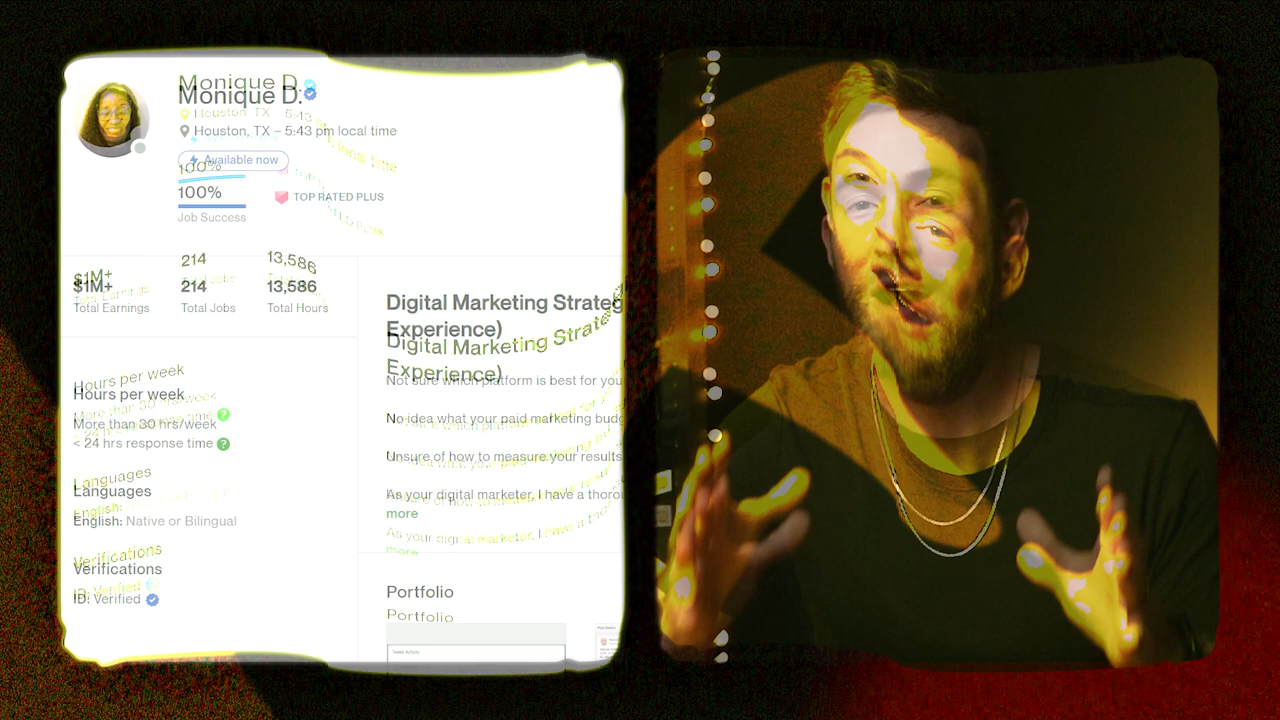 Monique D.
Houston, TX – 5:43 pm local time
Available now
100%
Job Success
TOP RATED PLUS
$1M+
Total Earnings
214
Total Jobs
13,586
Total Hours
Hours per week
More than 30 hrs/week
< 24 hrs response time
Languages
English: Native or Bilingual
Verifications
ID: Verified
Digital Marketing Strateg
Experience)
Not sure which platform is best for you
No idea what your paid marketing budg
Unsure of how to measure your results
As your digital marketer, I have a thoro
more
Portfolio